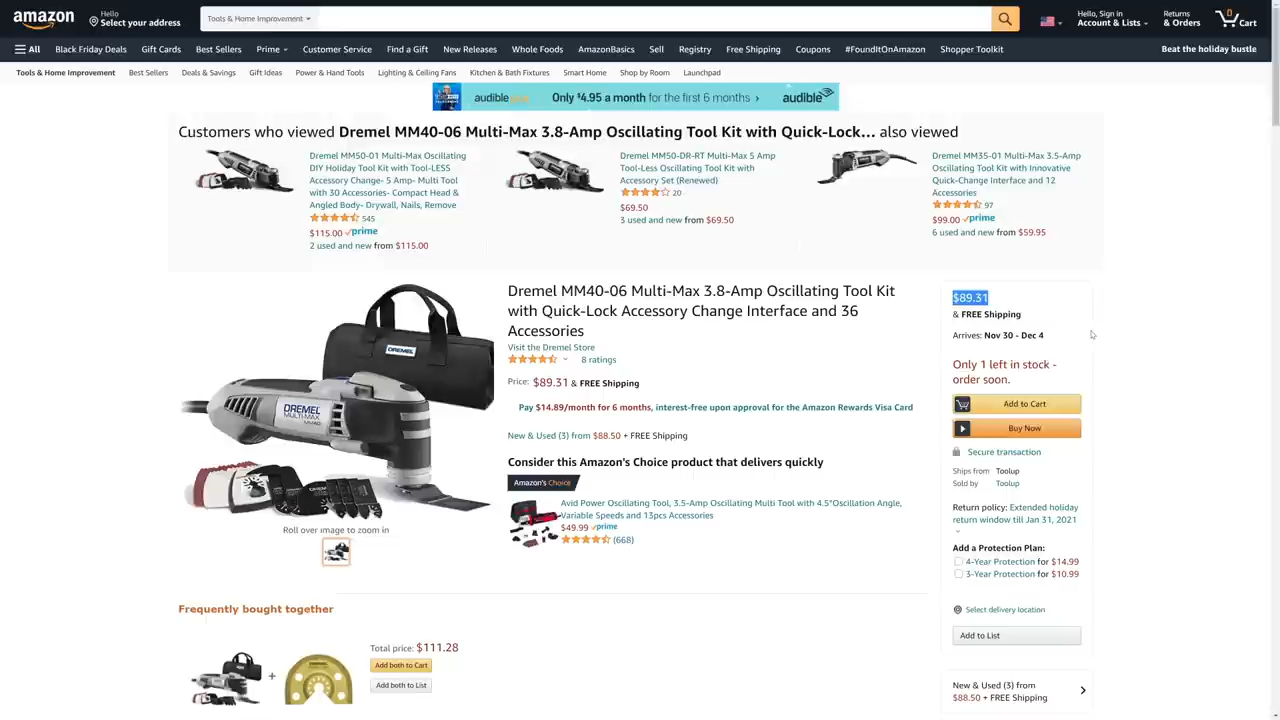 amazon
Hello
Select your address
Tools & Home Improvement
Hello, Sign in
Account & Lists
Returns
& Orders
0
Cart
All
Black Friday Deals
Gift Cards
Best Sellers
Prime
Customer Service
Find a Gift
New Releases
Whole Foods
AmazonBasics
Sell
Registry
Free Shipping
Coupons
#FoundItOnAmazon
Shopper Toolkit
Beat the holiday bustle
Tools & Home Improvement
Best Sellers
Deals & Savings
Gift Ideas
Power & Hand Tools
Lighting & Ceiling Fans
Kitchen & Bath Fixtures
Smart Home
Shop by Room
Launchpad
audible
Only $4.95 a month for the first 6 months ›
audible
Customers who viewed Dremel MM40-06 Multi-Max 3.8-Amp Oscillating Tool Kit with Quick-Lock... also viewed
Dremel MM50-01 Multi-Max Oscillating
DIY Holiday Tool Kit with Tool-LESS
Accessory Change- 5 Amp- Multi Tool
with 30 Accessories- Compact Head &
Angled Body- Drywall, Nails, Remove
545
$115.00 prime
2 used and new from $115.00
Dremel MM50-DR-RT Multi-Max 5 Amp
Tool-Less Oscillating Tool Kit with
Accessory Set (Renewed)
20
$69.50
3 used and new from $69.50
Dremel MM35-01 Multi-Max 3.5-Amp
Oscillating Tool Kit with Innovative
Quick-Change Interface and 12
Accessories
97
$99.00 prime
6 used and new from $59.95
DREMEL
DREMEL
MULTI-MAX
MM40
Roll over image to zoom in
Dremel MM40-06 Multi-Max 3.8-Amp Oscillating Tool Kit
with Quick-Lock Accessory Change Interface and 36
Accessories
Visit the Dremel Store
8 ratings
Price: $89.31 & FREE Shipping
Pay $14.89/month for 6 months, interest-free upon approval for the Amazon Rewards Visa Card
New & Used (3) from $88.50 + FREE Shipping
Consider this Amazon's Choice product that delivers quickly
Amazon's Choice
Avid Power Oscillating Tool, 3.5-Amp Oscillating Multi Tool with 4.5°Oscillation Angle,
Variable Speeds and 13pcs Accessories
$49.99 prime
(668)
$89.31
& FREE Shipping
Arrives: Nov 30 - Dec 4
Only 1 left in stock -
order soon.
Add to Cart
Buy Now
Secure transaction
Ships from Toolup
Sold by Toolup
Return policy: Extended holiday
return window till Jan 31, 2021
Add a Protection Plan:
4-Year Protection for $14.99
3-Year Protection for $10.99
Select delivery location
Add to List
New & Used (3) from
$88.50 + FREE Shipping
Frequently bought together
+
Total price: $111.28
Add both to Cart
Add both to List